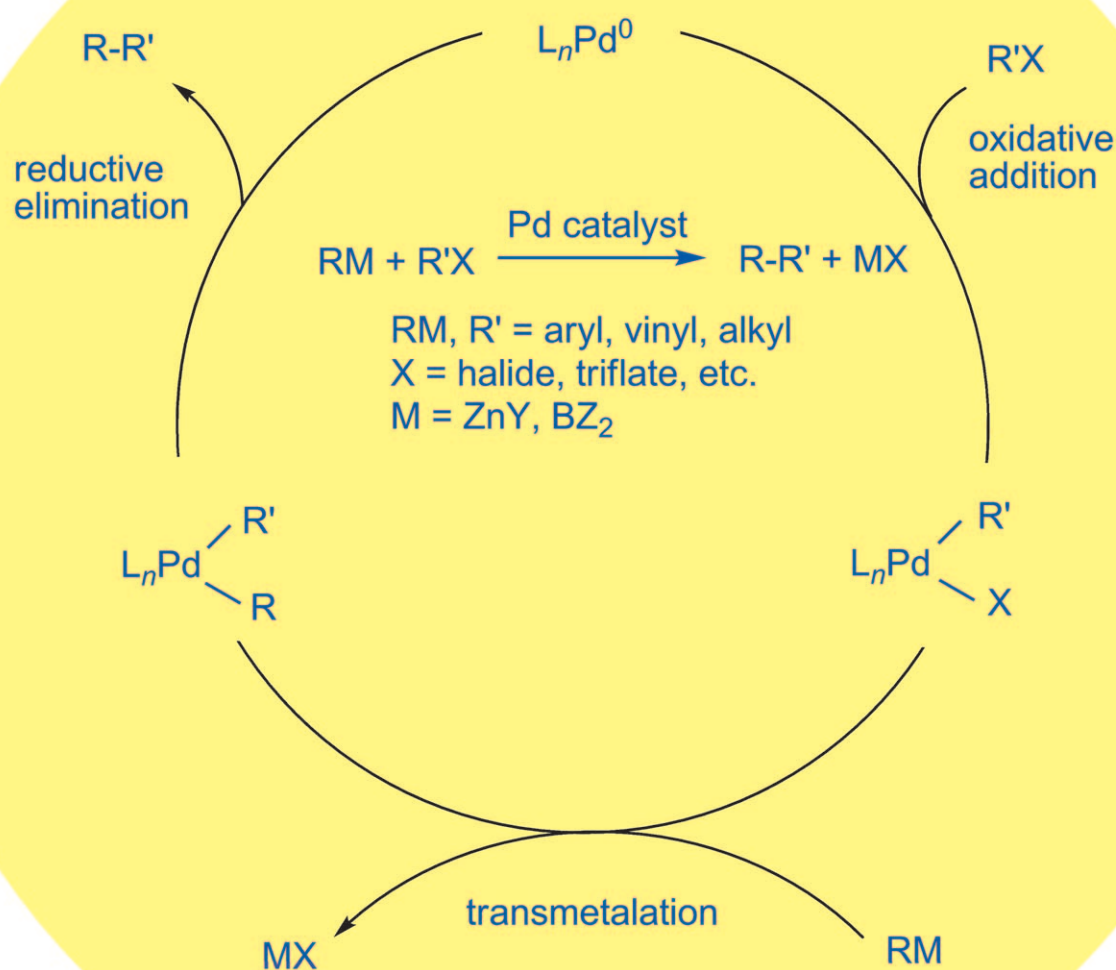 R-R'
LₙPd⁰
R'X
reductive
elimination
oxidative
addition
Pd catalyst
RM + R'X
R-R' + MX
RM, R' = aryl, vinyl, alkyl
X = halide, triflate, etc.
M = ZnY, BZ₂
R'
LₙPd
R
R'
LₙPd
X
transmetalation
MX
RM